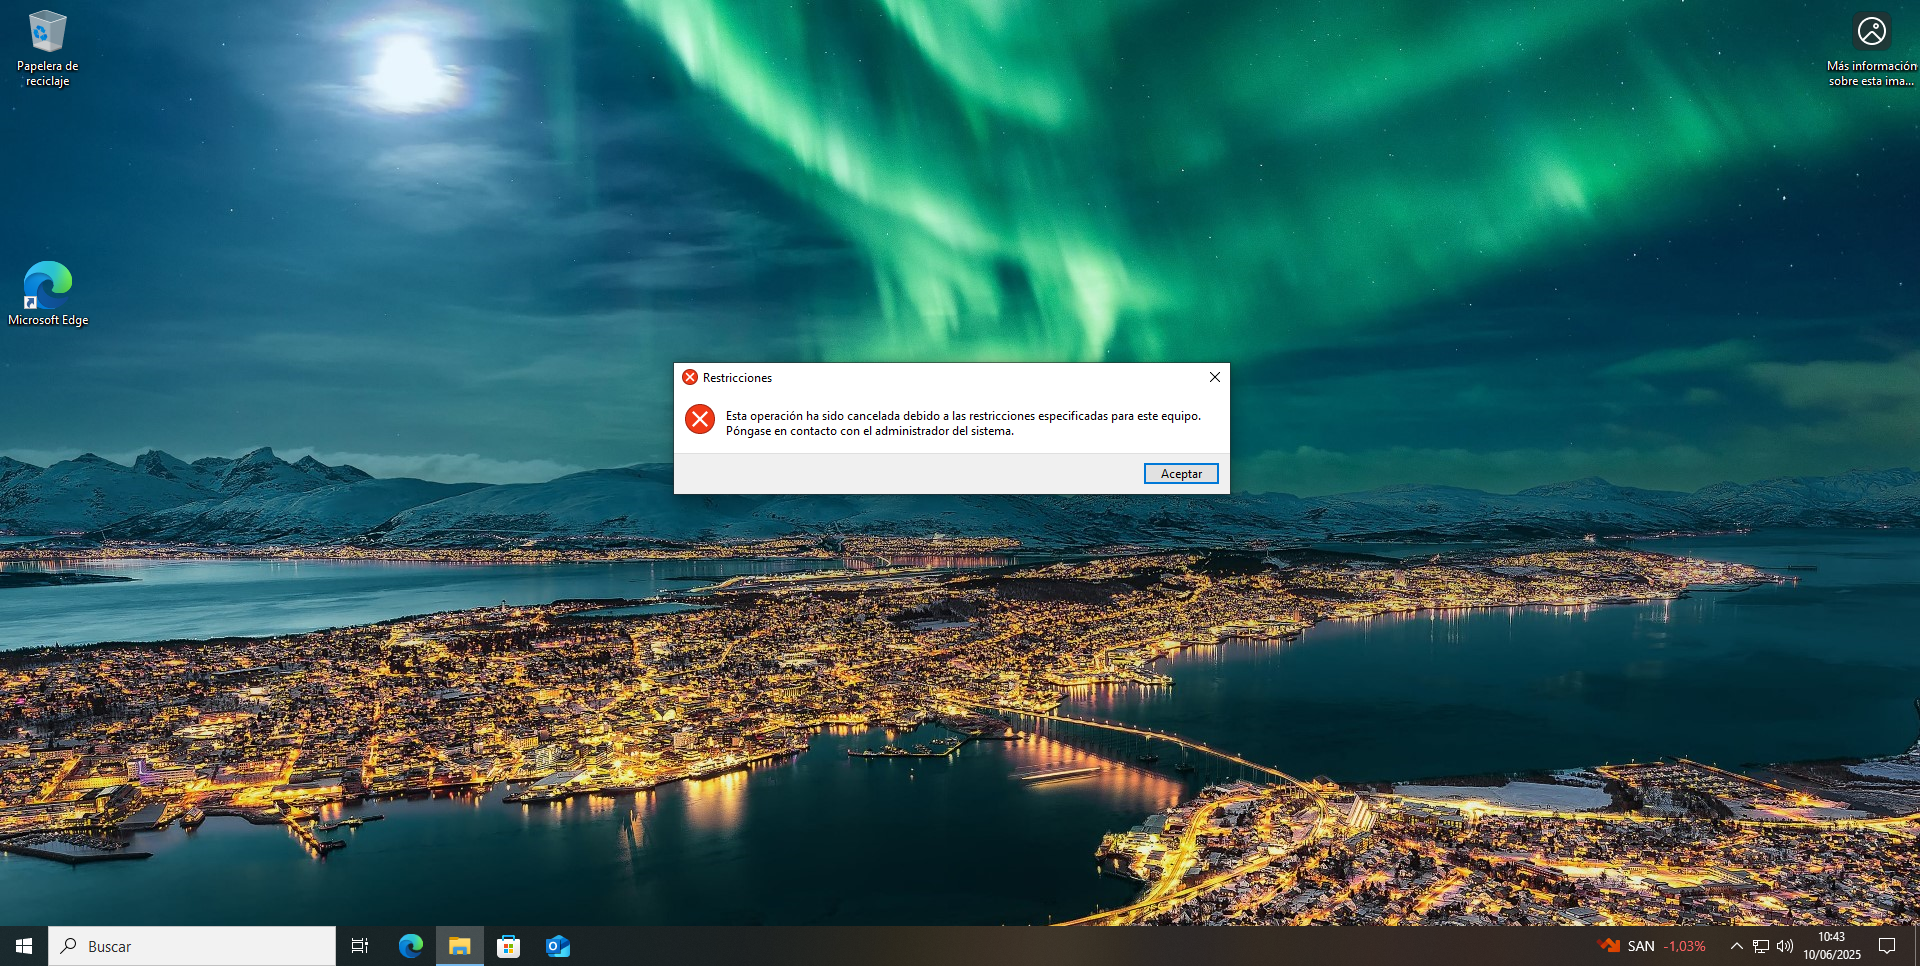 Papelera de
reciclaje
Más información
sobre esta ima...
Microsoft Edge
Restricciones
Esta operación ha sido cancelada debido a las restricciones especificadas para este equipo.
Póngase en contacto con el administrador del sistema.
Aceptar
Buscar
SAN -1,03%
10:43
10/06/2025